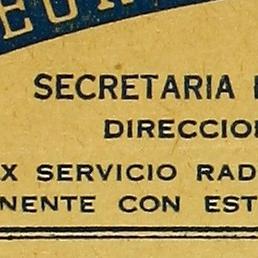 SECRETARIA
DIRECCIO
X SERVICIO RAD
NENTE CON EST